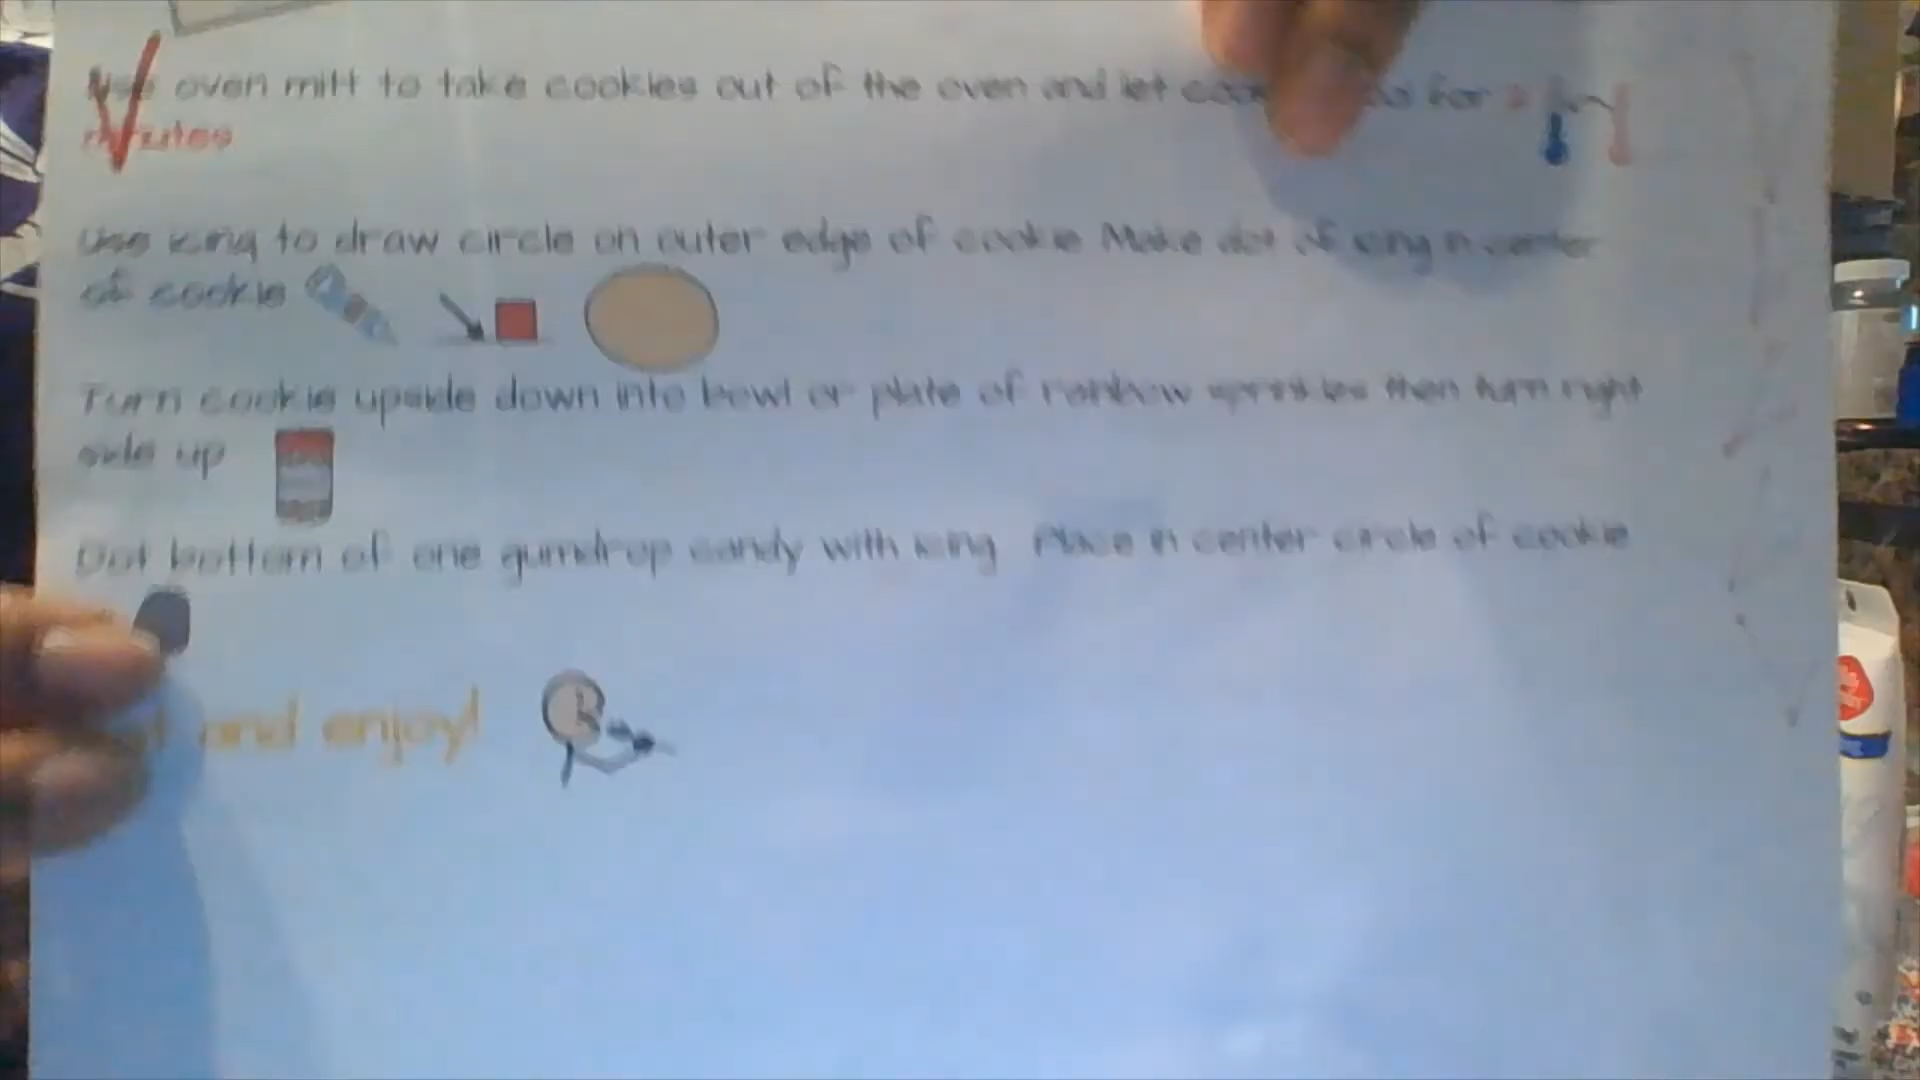 Use oven mitt to take cookies out of the oven and let for
minutes
Use icing to draw circle on outer edge of cookie Make dot of icing in center
of cookie
Turn cookie upside down into bowl or plate of rainbow sprinkles then turn right
side up
Dot bottom of one gumdrop candy with icing Place in center circle of cookie
and enjoy!